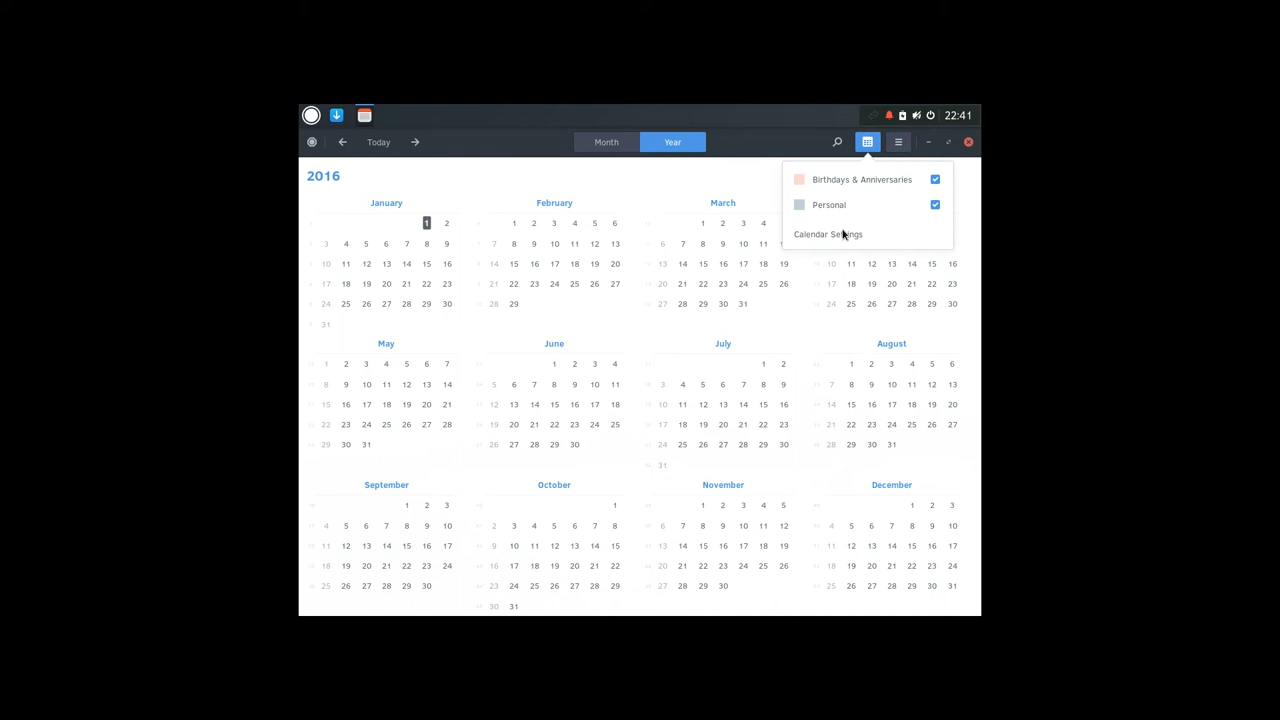 22:41
Today Month Year
2016
Birthdays & Anniversaries
Personal
Calendar Settings
January February March
1 2 1 2 3 4 5 6 1 2 3 4
3 4 5 6 7 8 9 7 8 9 10 11 12 13 6 7 8 9 10 11
10 11 12 13 14 15 16 14 15 16 17 18 19 20 13 14 15 16 17 18 19 10 11 12 13 14 15 16
17 18 19 20 21 22 23 21 22 23 24 25 26 27 20 21 22 23 24 25 26 17 18 19 20 21 22 23
24 25 26 27 28 29 30 28 29 27 28 29 30 31 24 25 26 27 28 29 30
31
May June July August
1 2 3 4 5 6 7 1 2 3 4 1 2 1 2 3 4 5 6
8 9 10 11 12 13 14 5 6 7 8 9 10 11 3 4 5 6 7 8 9 7 8 9 10 11 12 13
15 16 17 18 19 20 21 12 13 14 15 16 17 18 10 11 12 13 14 15 16 14 15 16 17 18 19 20
22 23 24 25 26 27 28 19 20 21 22 23 24 25 17 18 19 20 21 22 23 21 22 23 24 25 26 27
29 30 31 26 27 28 29 30 24 25 26 27 28 29 30 28 29 30 31
31
September October November December
1 2 3 1 1 2 3 4 5 1 2 3
4 5 6 7 8 9 10 2 3 4 5 6 7 8 6 7 8 9 10 11 12 4 5 6 7 8 9 10
11 12 13 14 15 16 17 9 10 11 12 13 14 15 13 14 15 16 17 18 19 11 12 13 14 15 16 17
18 19 20 21 22 23 24 16 17 18 19 20 21 22 20 21 22 23 24 25 26 18 19 20 21 22 23 24
25 26 27 28 29 30 23 24 25 26 27 28 29 27 28 29 30 25 26 27 28 29 30 31
30 31